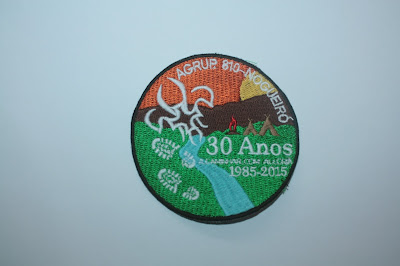 AGRUP 810-NOGUEIRÓ
30 Anos
A CAMINHAR COM ALEGRIA
1985-2015